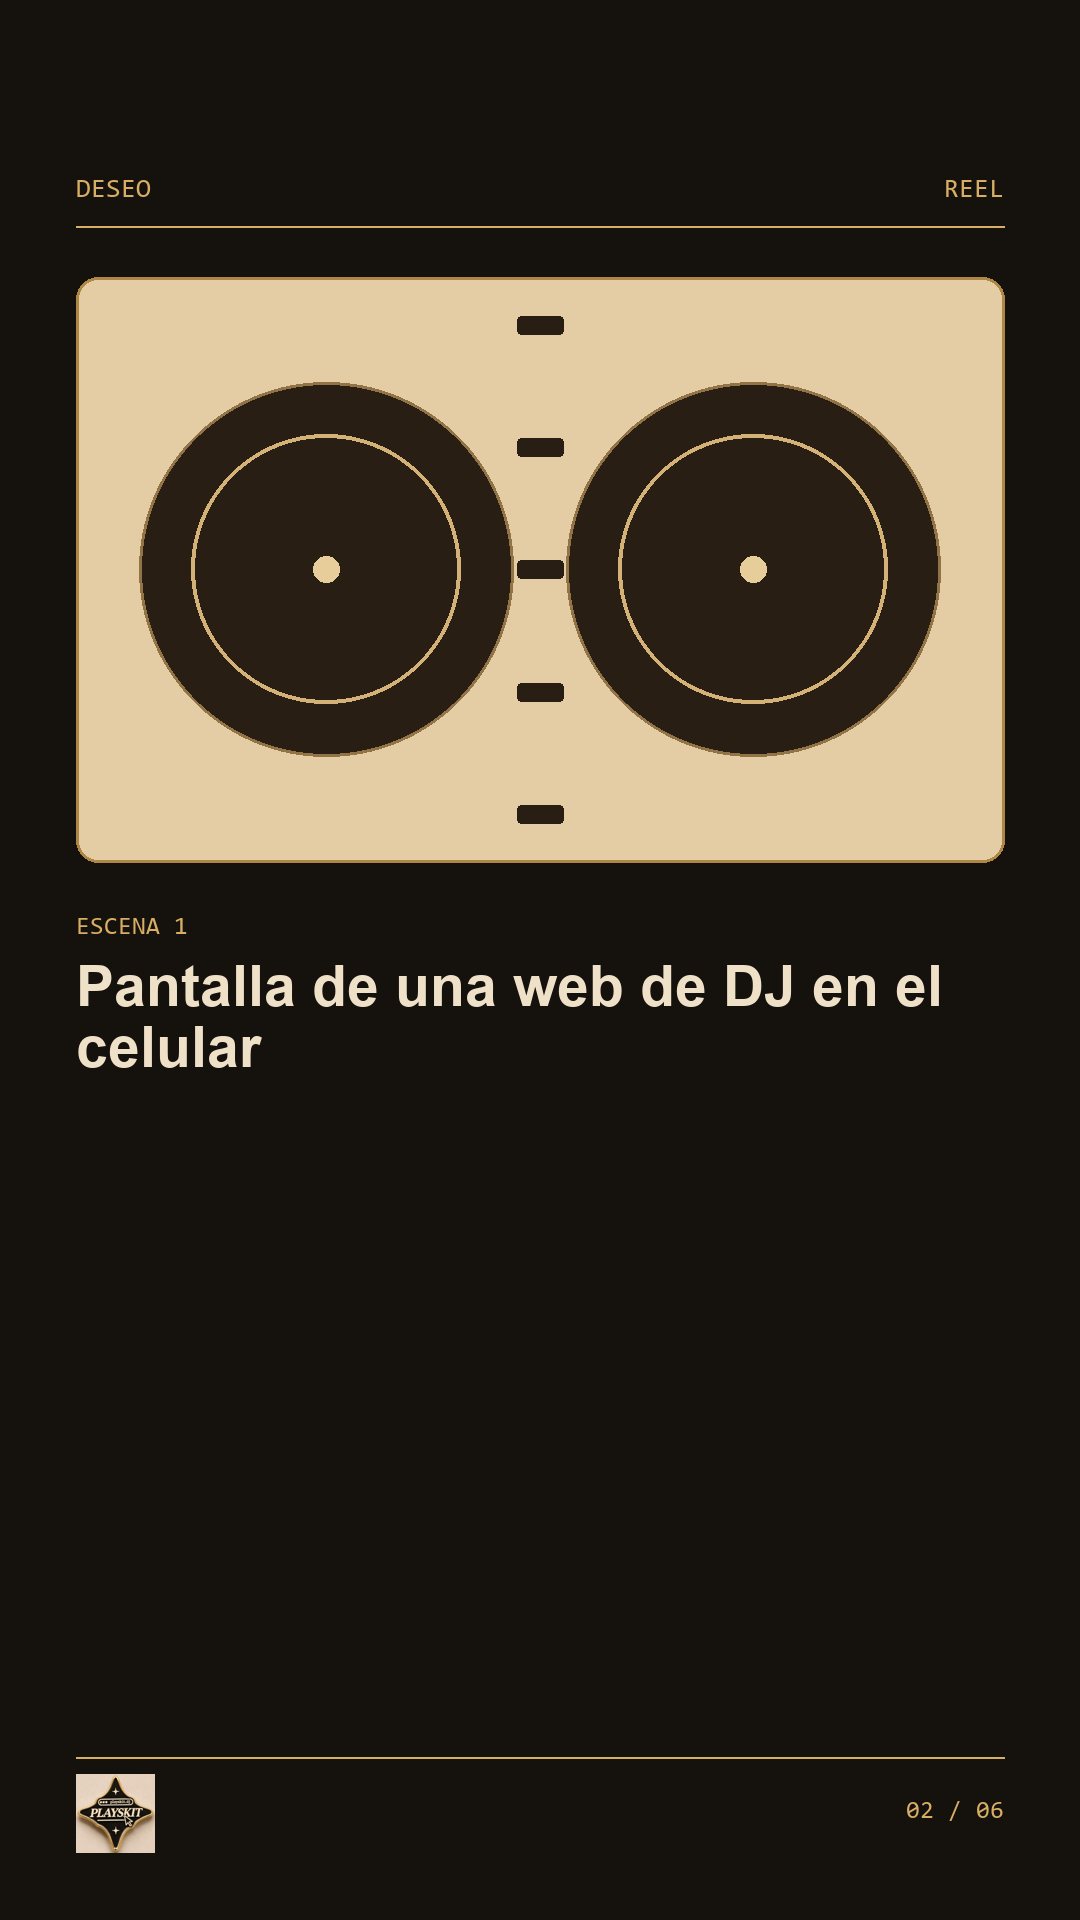 DESEO
REEL
ESCENA 1
Pantalla de una web de DJ en el
celular
PLAYSKIT
02 / 06